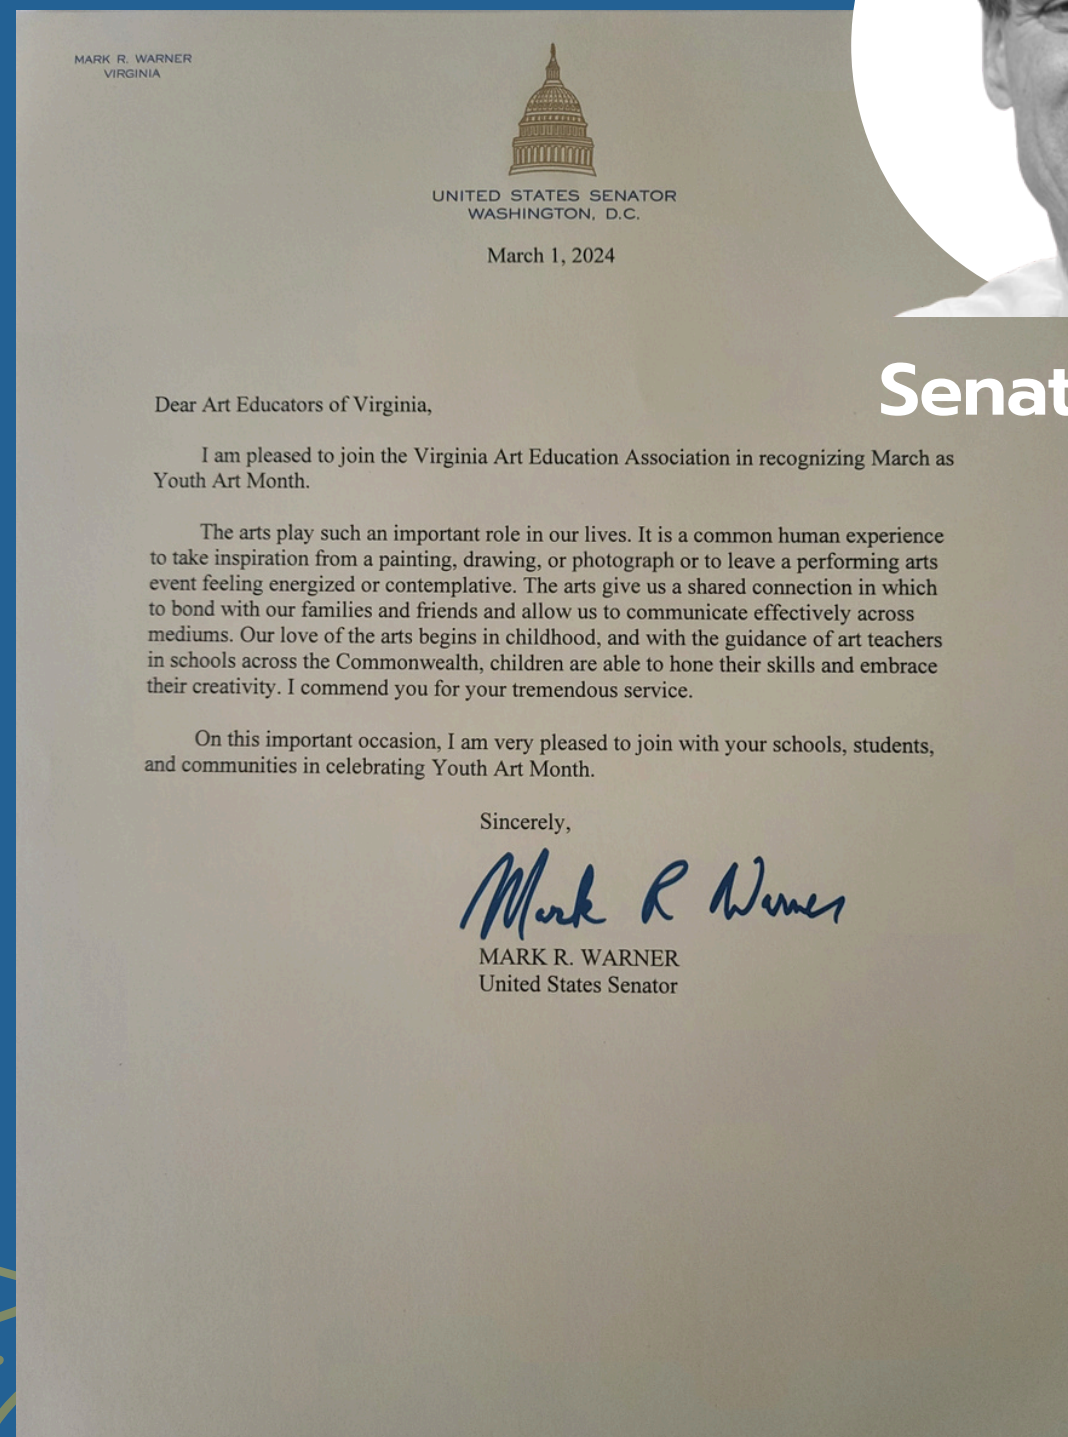 MARK R. WARNER
VIRGINIA
UNITED STATES SENATOR
WASHINGTON, D.C.
March 1, 2024
Senat
Dear Art Educators of Virginia,
I am pleased to join the Virginia Art Education Association in recognizing March as
Youth Art Month.
The arts play such an important role in our lives. It is a common human experience
to take inspiration from a painting, drawing, or photograph or to leave a performing arts
event feeling energized or contemplative. The arts give us a shared connection in which
to bond with our families and friends and allow us to communicate effectively across
mediums. Our love of the arts begins in childhood, and with the guidance of art teachers
in schools across the Commonwealth, children are able to hone their skills and embrace
their creativity. I commend you for your tremendous service.
On this important occasion, I am very pleased to join with your schools, students,
and communities in celebrating Youth Art Month.
Sincerely,
Mark R Warner
MARK R. WARNER
United States Senator